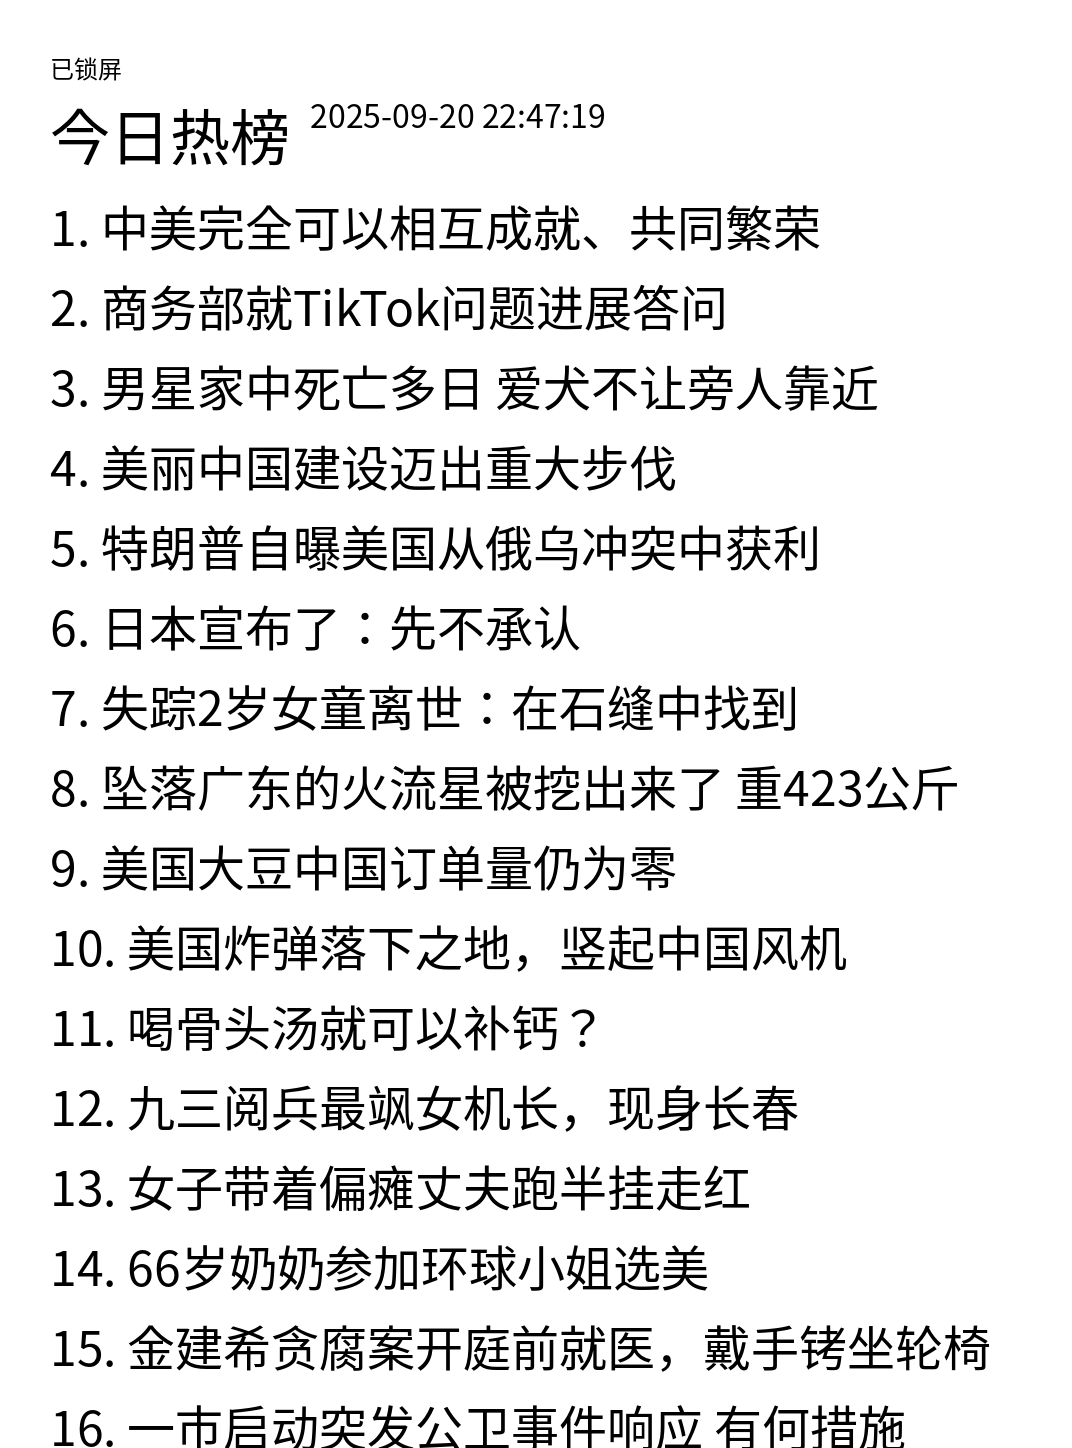 已锁屏
今日热榜 2025-09-20 22:47:19
1. 中美完全可以相互成就、共同繁荣
2. 商务部就TikTok问题进展答问
3. 男星家中死亡多日 爱犬不让旁人靠近
4. 美丽中国建设迈出重大步伐
5. 特朗普自曝美国从俄乌冲突中获利
6. 日本宣布了：先不承认
7. 失踪2岁女童离世：在石缝中找到
8. 坠落广东的火流星被挖出来了 重423公斤
9. 美国大豆中国订单量仍为零
10. 美国炸弹落下之地，竖起中国风机
11. 喝骨头汤就可以补钙？
12. 九三阅兵最飒女机长，现身长春
13. 女子带着偏瘫丈夫跑半挂走红
14. 66岁奶奶参加环球小姐选美
15. 金建希贪腐案开庭前就医，戴手铐坐轮椅
16. 一市启动突发公卫事件响应 有何措施